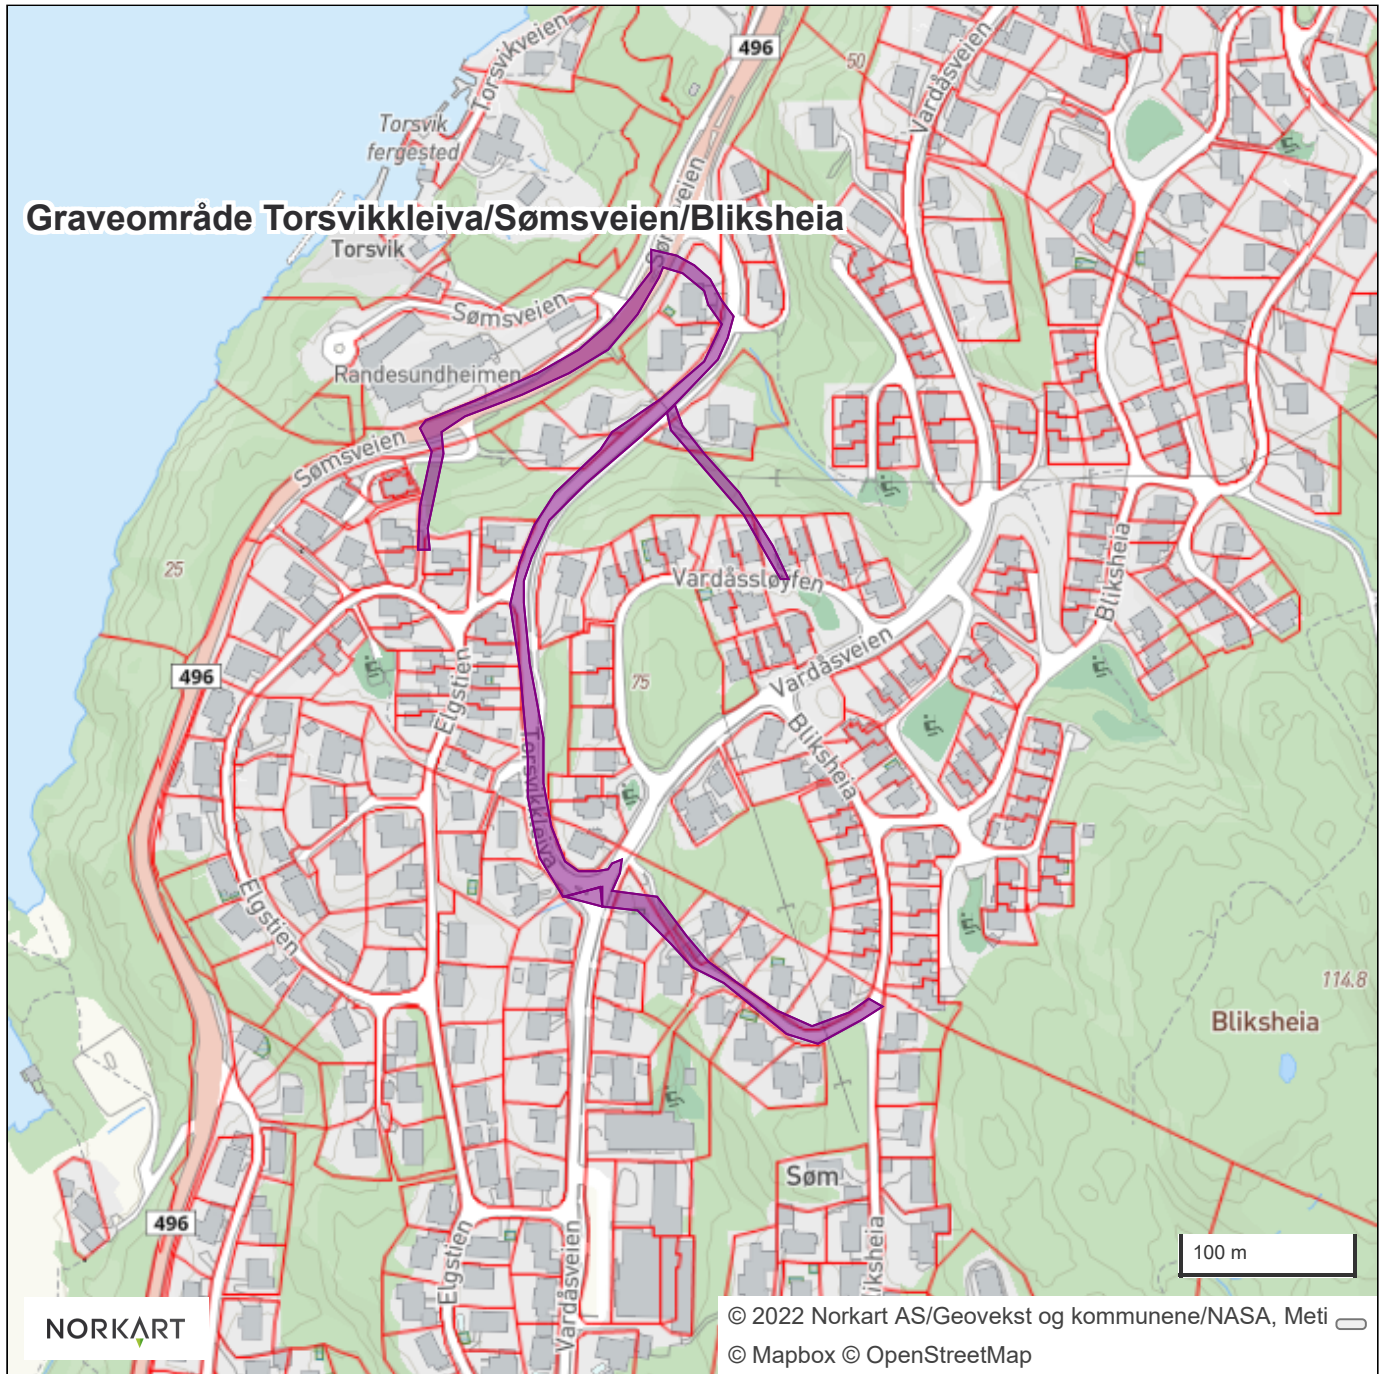 Torsvikveien
496
50
Vardåsveien
Torsvik
fergested
Graveområde Torsvikkleiva/Sømsveien/Bliksheia
Torsvik
Sømsveien
Randesundheimen
Sømsveien
25
Vardåssløyfen
Bliksheia
496
Elgstien
75
Vardåsveien
Bliksheia
Torsvikkleiva
Elgstien
114.8
Bliksheia
Søm
496
Elgstien
Vardåsveien
100 m
NORKART
© 2022 Norkart AS/Geovekst og kommunene/NASA, Meti
© Mapbox © OpenStreetMap